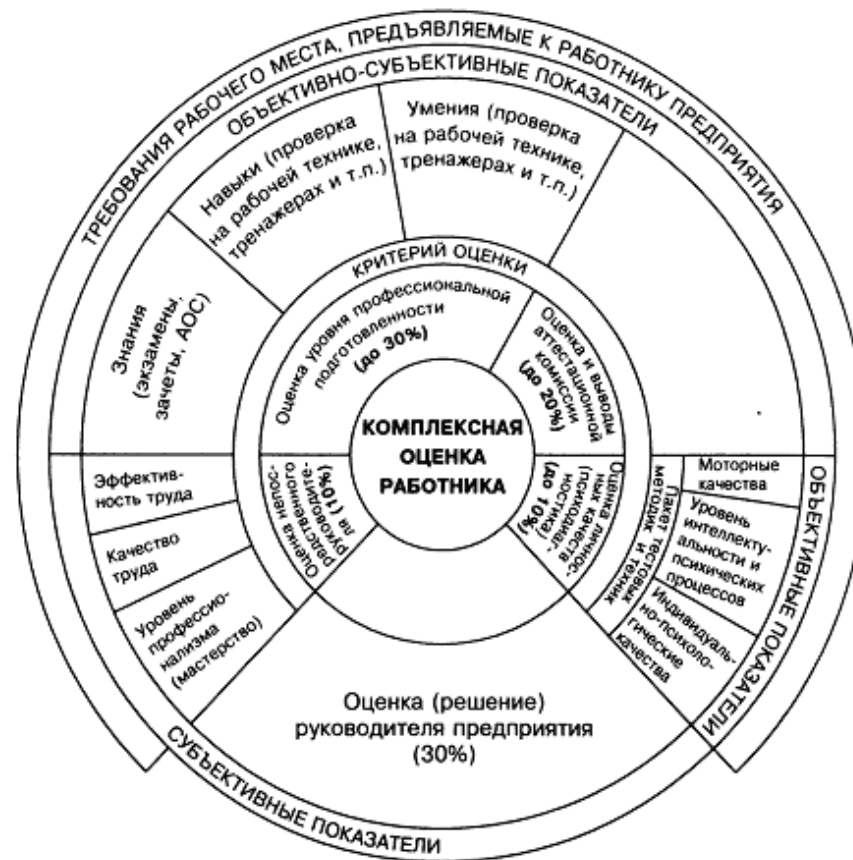 ТРЕБОВАНИЯ РАБОЧЕГО МЕСТА, ПРЕДЪЯВЛЯЕМЫЕ К РАБОТНИКУ ПРЕДПРИЯТИЯ
ОБЪЕКТИВНО-СУБЪЕКТИВНЫЕ ПОКАЗАТЕЛИ
Знания
(экзамены,
зачеты, АОС)
Навыки (проверка
на рабочей технике,
тренажерах и т.п.)
Умения (проверка
на рабочей технике,
тренажерах и т.п.)
КРИТЕРИЙ ОЦЕНКИ
Оценка уровня профессиональной
подготовленности
(до 30%)
Оценка и выводы
аттестационной
комиссии
(до 20%)
КОМПЛЕКСНАЯ
ОЦЕНКА
РАБОТНИКА
Оценка непос-
редственного
руководите-
ля (10%)
Оценка личност-
ных качеств
(психодиаг-
ностика)
(до 10%)
Пакет тестовых
методик и техник
Эффектив-
ность труда
Качество
труда
Уровень
профессио-
нализма
(мастерство)
Моторные
качества
Уровень
интеллекту-
альности и
психических
процессов
Индивидуаль-
но-психоло-
гические
качества
ОБЪЕКТИВНЫЕ ПОКАЗАТЕЛИ
Оценка (решение)
руководителя предприятия
(30%)
СУБЪЕКТИВНЫЕ ПОКАЗАТЕЛИ